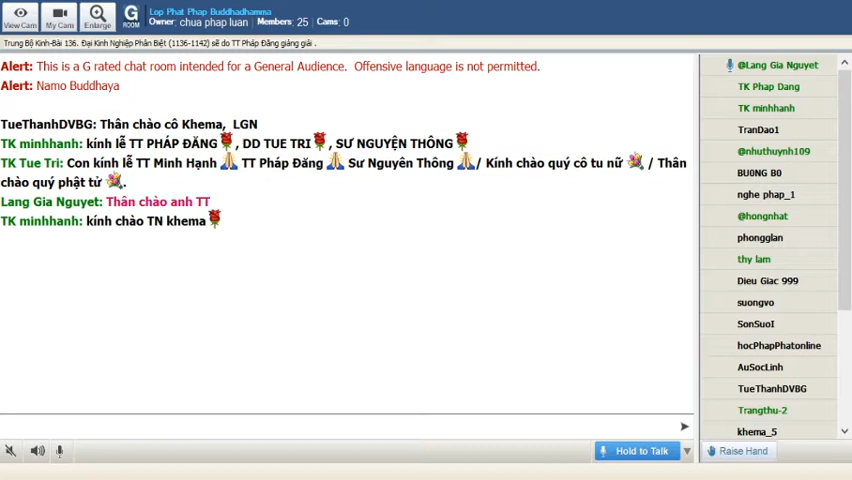 View Cam
My Cam
Enlarge
G
ROOM
Lop Phat Phap Buddhadhamma
Owner: chua phap luan Members: 25 Cams: 0
Trung Bộ Kinh-Bài 136. Đại Kinh Nghiệp Phân Biệt (1136-1142) sẽ do TT Pháp Đăng giảng giải .
Alert: This is a G rated chat room intended for a General Audience. Offensive language is not permitted.
Alert: Namo Buddhaya
TueThanhDVBG: Thân chào cô Khema, LGN
TK minhhanh: kính lễ TT PHÁP ĐĂNG , DD TUE TRI , SƯ NGUYỆN THÔNG
TK Tue Tri: Con kính lễ TT Minh Hạnh TT Pháp Đăng Sư Nguyên Thông / Kính chào quý cô tu nữ / Thân
chào quý phật tử .
Lang Gia Nguyet: Thân chào anh TT
TK minhhanh: kính chào TN khema
@Lang Gia Nguyet
TK Phap Dang
TK minhhanh
TranDao1
@nhuthuynh109
BU0NG B0
nghe phap_1
@hongnhat
phongglan
thy lam
Dieu Giac 999
suongvo
SonSuoI
hocPhapPhatonline
AuSocLinh
TueThanhDVBG
Trangthu-2
khema_5
Hold to Talk
Raise Hand